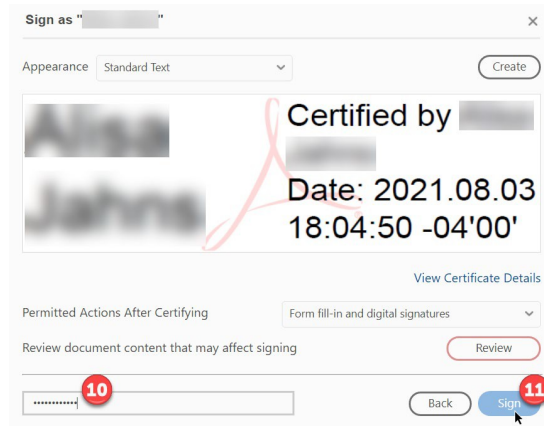 Sign as " "
×
Appearance Standard Text Create
Certified by
Date: 2021.08.03
18:04:50 -04'00'
View Certificate Details
Permitted Actions After Certifying Form fill-in and digital signatures
Review document content that may affect signing Review
10 11
•••••••••••• Back Sign